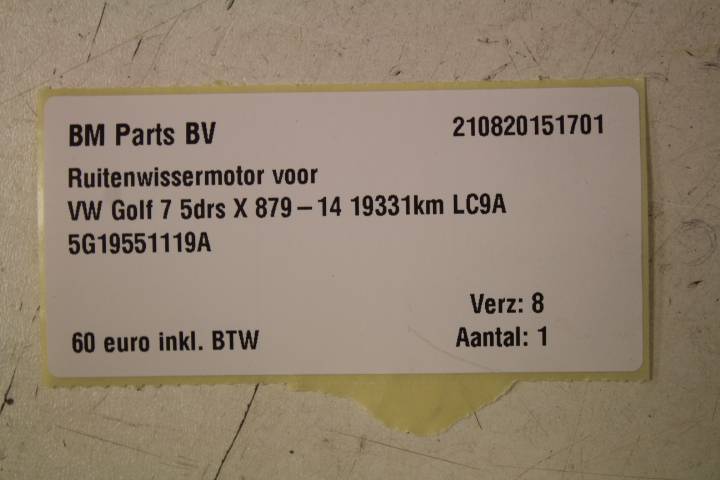 BM Parts BV
210820151701
Ruitenwissermotor voor
VW Golf 7 5drs X 879-14 19331km LC9A
5G19551119A
Verz: 8
60 euro inkl. BTW
Aantal: 1